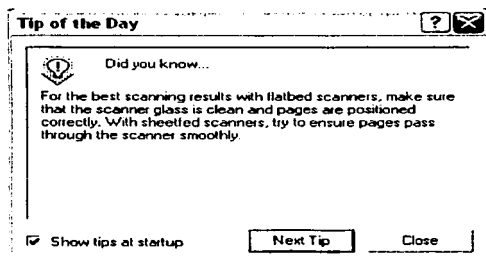 Tip of the Day
Did you know...
For the best scanning results with flatbed scanners, make sure
that the scanner glass is clean and pages are positioned
correctly. With sheetfed scanners, try to ensure pages pass
through the scanner smoothly.
Show tips at startup
Next Tip
Close